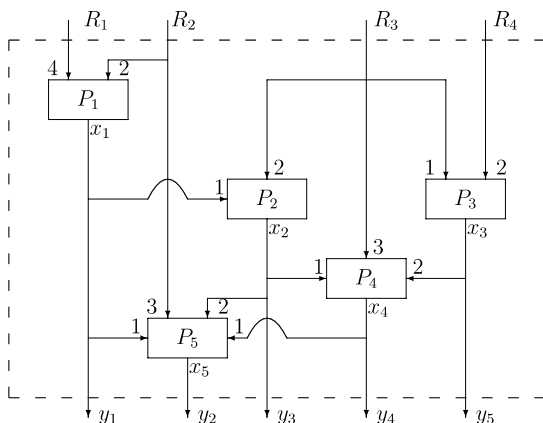 R₁ R₂ R₃ R₄
4 2
P₁
x₁
1 2 1 2
P₂ P₃
x₂ x₃
3
1 P₄ 2
x₄
3 2
1 P₅ 1
x₅
y₁ y₂ y₃ y₄ y₅